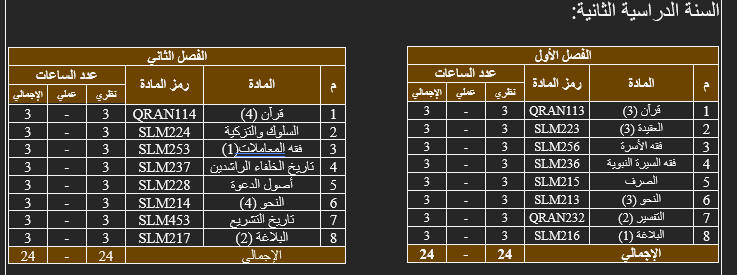 السنة الدراسية الثانية:
الفصل الأول
م المادة رمز المادة عدد الساعات
نظري عملي الإجمالي
1 قرآن (3) QRAN113 3 - 3
2 العقيدة (3) SLM223 3 - 3
3 فقه الأسرة SLM256 3 - 3
4 فقه السيرة النبوية SLM236 3 - 3
5 الصرف SLM215 3 - 3
6 النحو (3) SLM213 3 - 3
7 التفسير (2) QRAN232 3 - 3
8 البلاغة (1) SLM216 3 - 3
الإجمالي 24 - 24
الفصل الثاني
م المادة رمز المادة عدد الساعات
نظري عملي الإجمالي
1 قرآن (4) QRAN114 3 - 3
2 السلوك والتزكية SLM224 3 - 3
3 فقه المعاملات(1) SLM253 3 - 3
4 تاريخ الخلفاء الراشدين SLM237 3 - 3
5 أصول الدعوة SLM228 3 - 3
6 النحو (4) SLM214 3 - 3
7 تاريخ التشريع SLM453 3 - 3
8 البلاغة (2) SLM217 3 - 3
الإجمالي 24 - 24